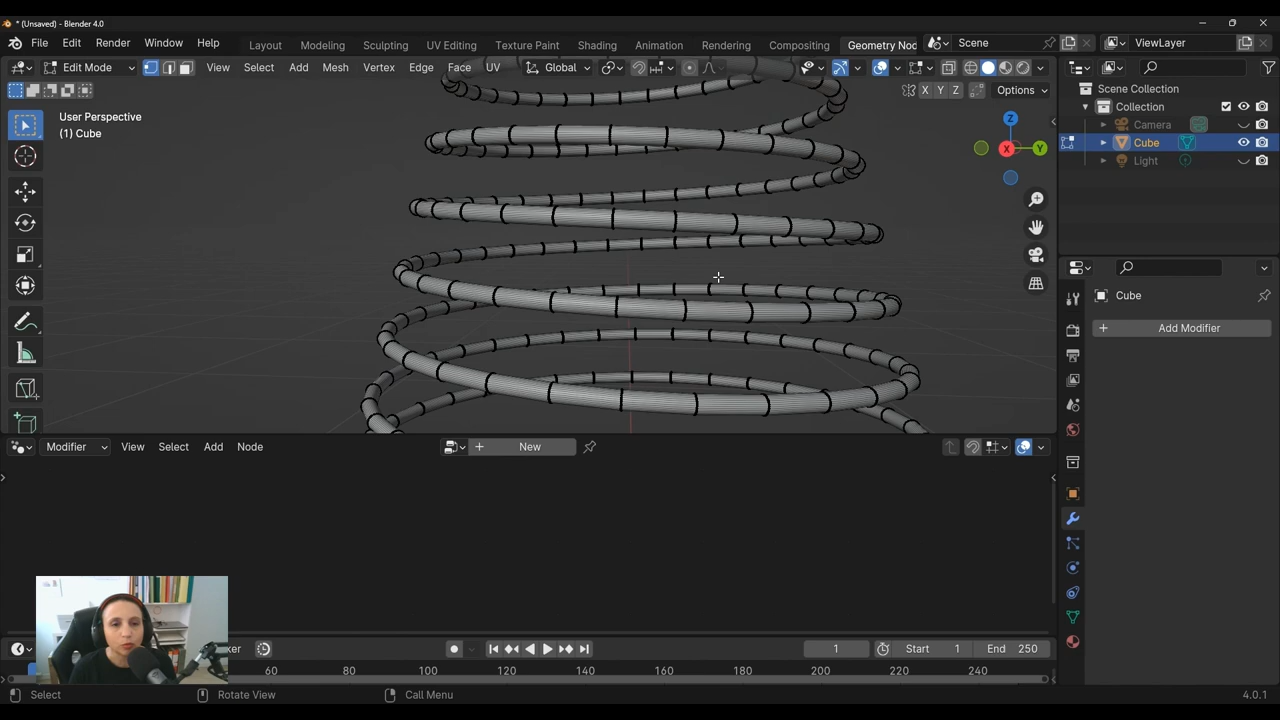 * (Unsaved) - Blender 4.0
File Edit Render Window Help Layout Modeling Sculpting UV Editing Texture Paint Shading Animation Rendering Compositing Geometry Nod Scene ViewLayer
Edit Mode View Select Add Mesh Vertex Edge Face UV Global
X Y Z Options
Scene Collection
Collection
Camera
Cube
Light
User Perspective
(1) Cube
Z
X
Y
Cube
Add Modifier
Modifier View Select Add Node New
ker 1 Start 1 End 250
60 80 100 120 140 160 180 200 220 240
Select Rotate View Call Menu 4.0.1